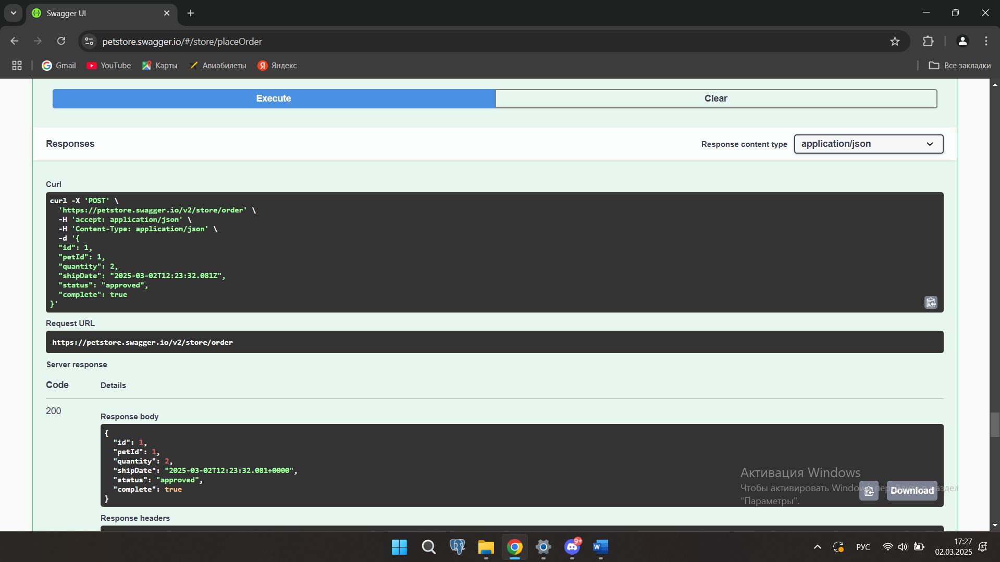 Swagger UI
petstore.swagger.io/#/store/placeOrder
Gmail YouTube Карты Авиабилеты Яндекс Все закладки
Execute Clear
Responses Response content type application/json
Curl
curl -X 'POST' \
'https://petstore.swagger.io/v2/store/order' \
-H 'accept: application/json' \
-H 'Content-Type: application/json' \
-d '{
"id": 1,
"petId": 1,
"quantity": 2,
"shipDate": "2025-03-02T12:23:32.081Z",
"status": "approved",
"complete": true
}'
Request URL
https://petstore.swagger.io/v2/store/order
Server response
Code Details
200
Response body
{
"id": 1,
"petId": 1,
"quantity": 2,
"shipDate": "2025-03-02T12:23:32.081+0000",
"status": "approved",
"complete": true
}
Активация Windows
Чтобы активировать Windows, перейдите в раздел
"Параметры".
Download
Response headers
9+
W
РУС
17:27
02.03.2025